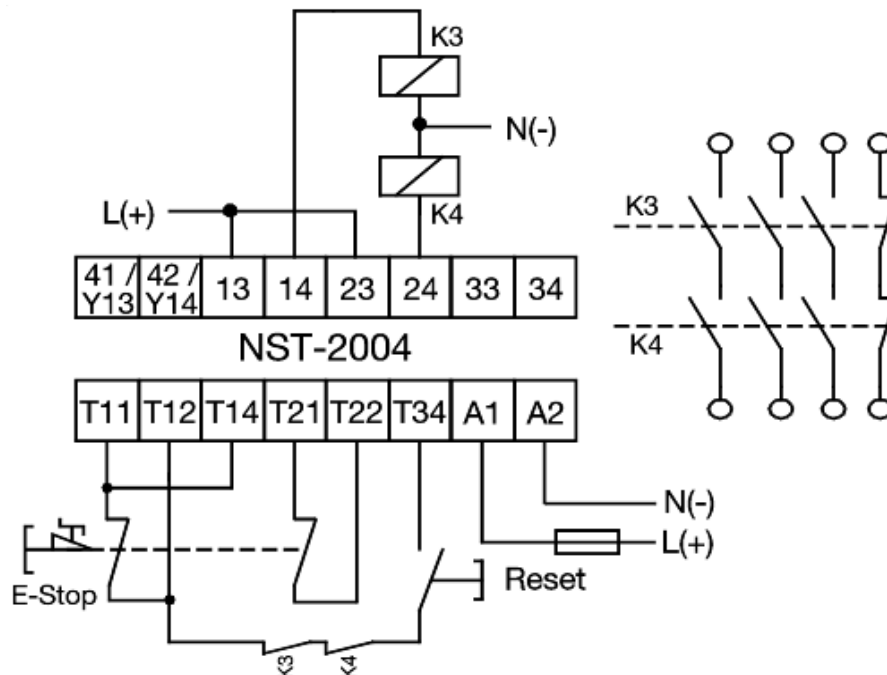 K3
N(-)
K4
L(+)
41 / Y13
42 / Y14
13
14
23
24
33
34
NST-2004
T11
T12
T14
T21
T22
T34
A1
A2
N(-)
L(+)
E-Stop
Reset
K3
K4